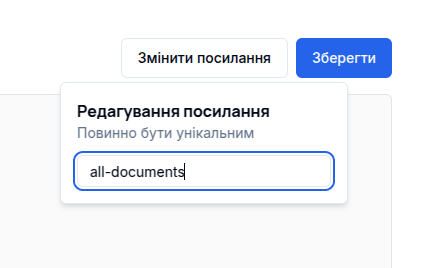 Змінити посилання
Зберегти
Редагування посилання
Повинно бути унікальним
all-documents